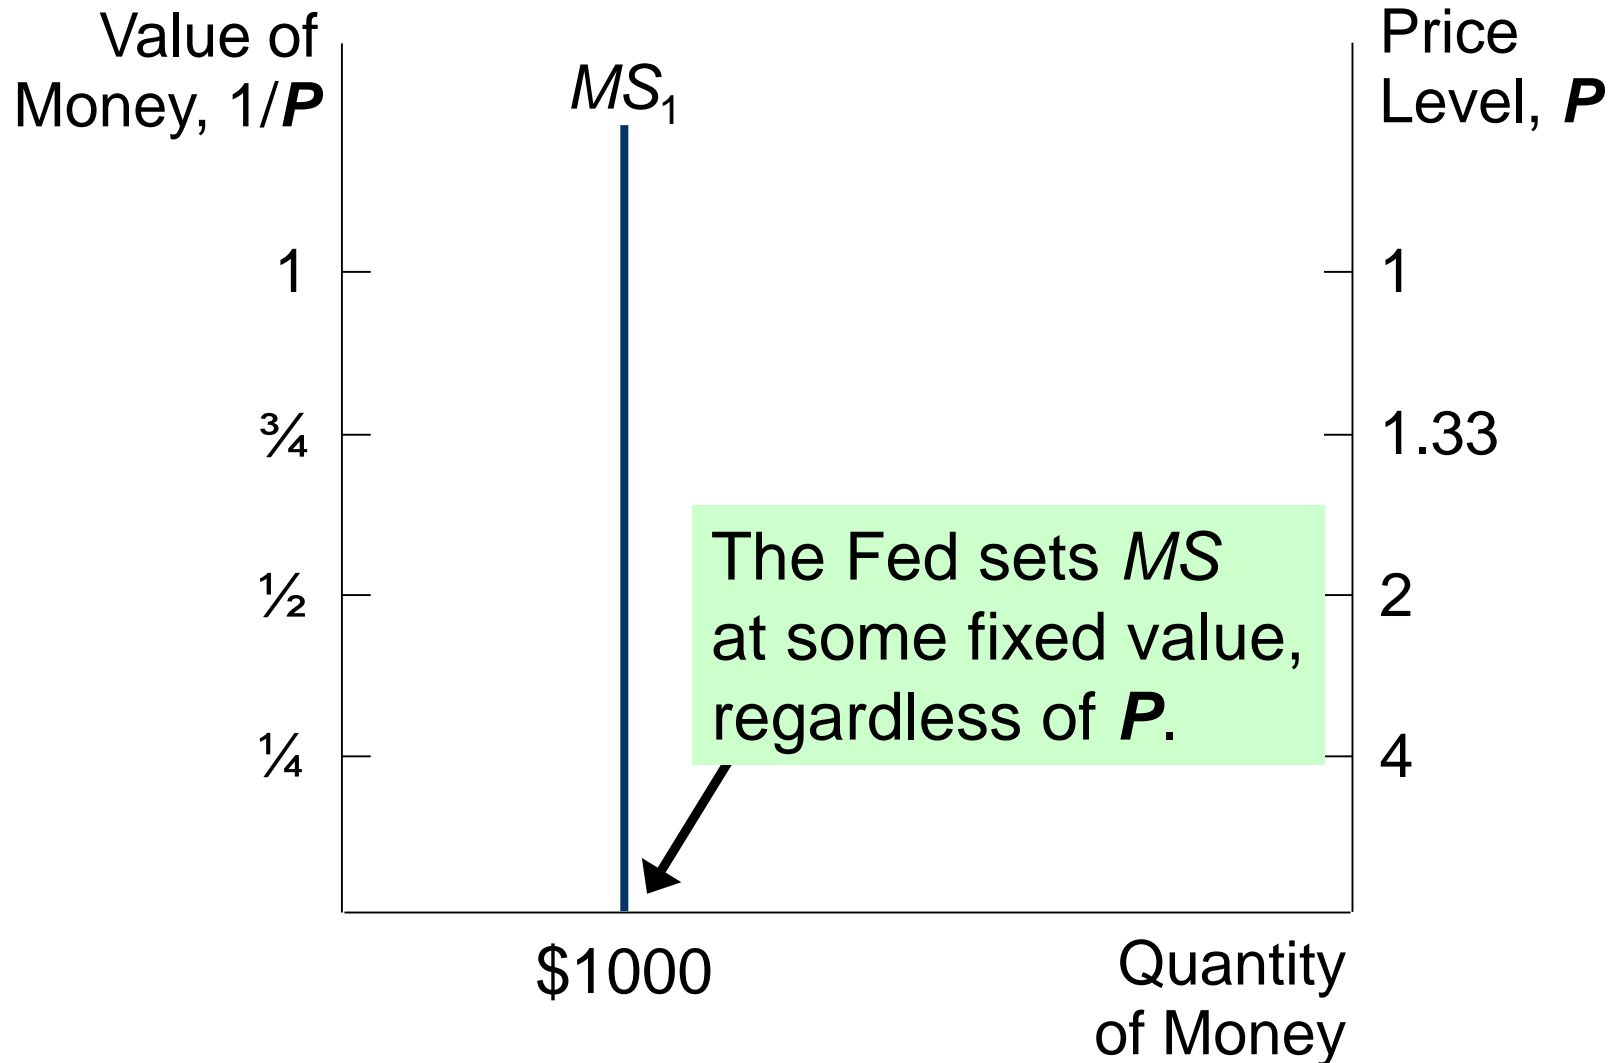 Value of
Money, 1/P
MS₁
Price
Level, P
1
¾
½
¼
1
1.33
2
4
The Fed sets MS
at some fixed value,
regardless of P.
$1000
Quantity
of Money